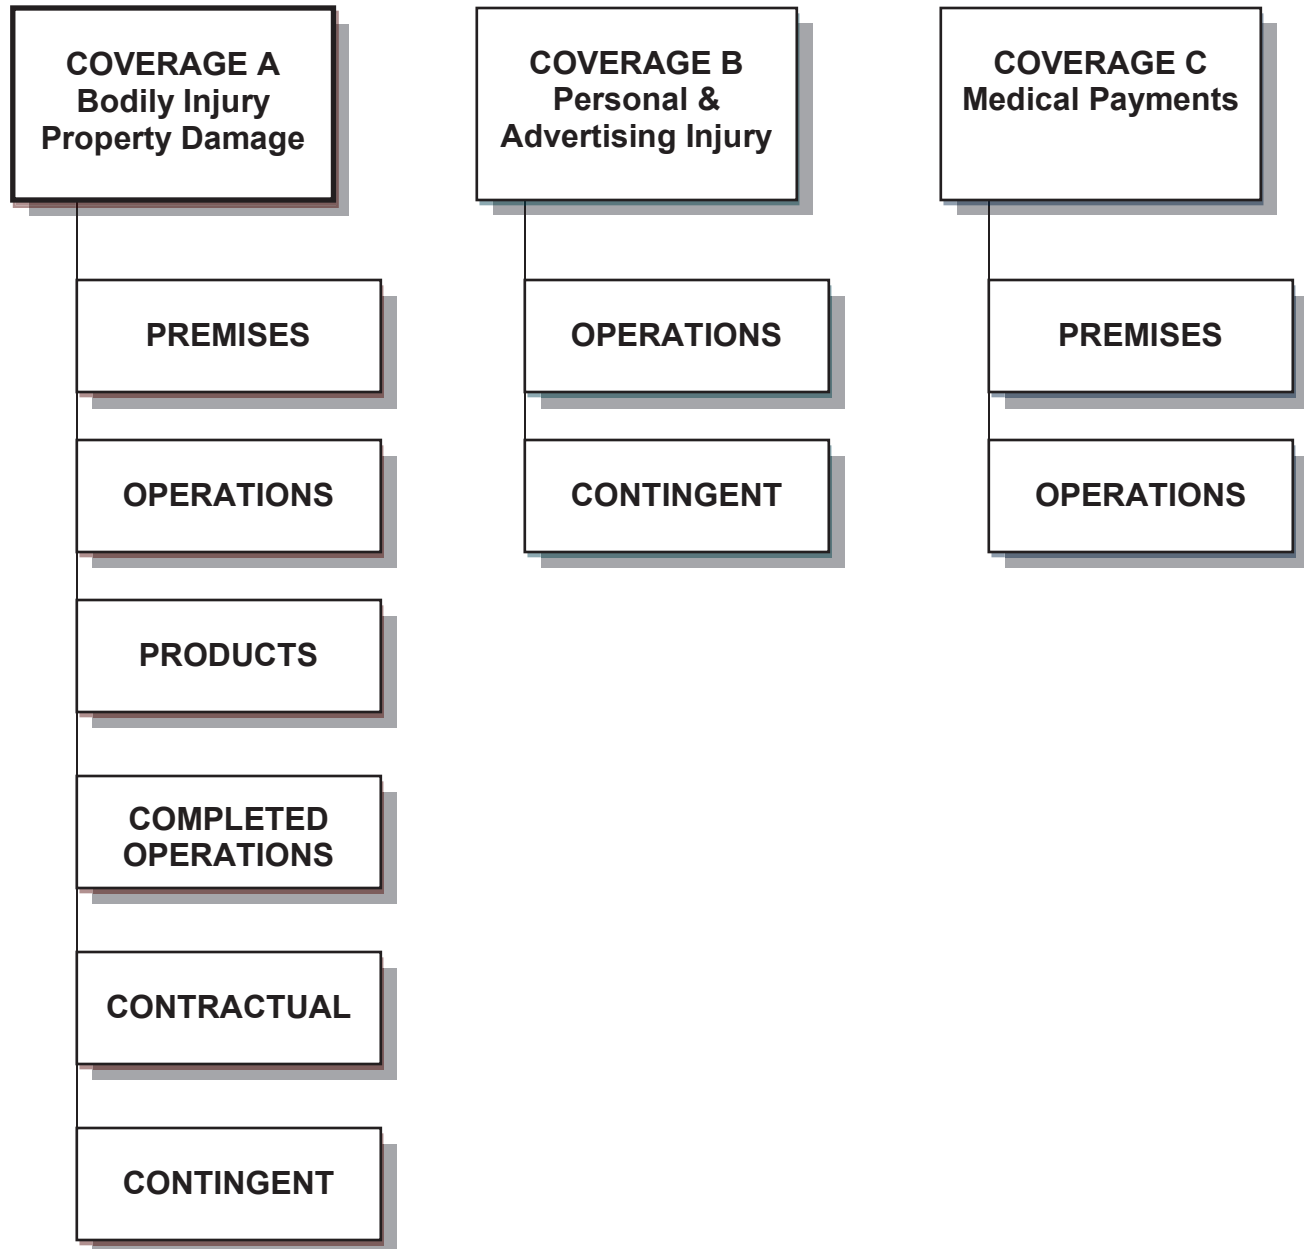 COVERAGE A
Bodily Injury
Property Damage
PREMISES
OPERATIONS
PRODUCTS
COMPLETED
OPERATIONS
CONTRACTUAL
CONTINGENT
COVERAGE B
Personal &
Advertising Injury
OPERATIONS
CONTINGENT
COVERAGE C
Medical Payments
PREMISES
OPERATIONS